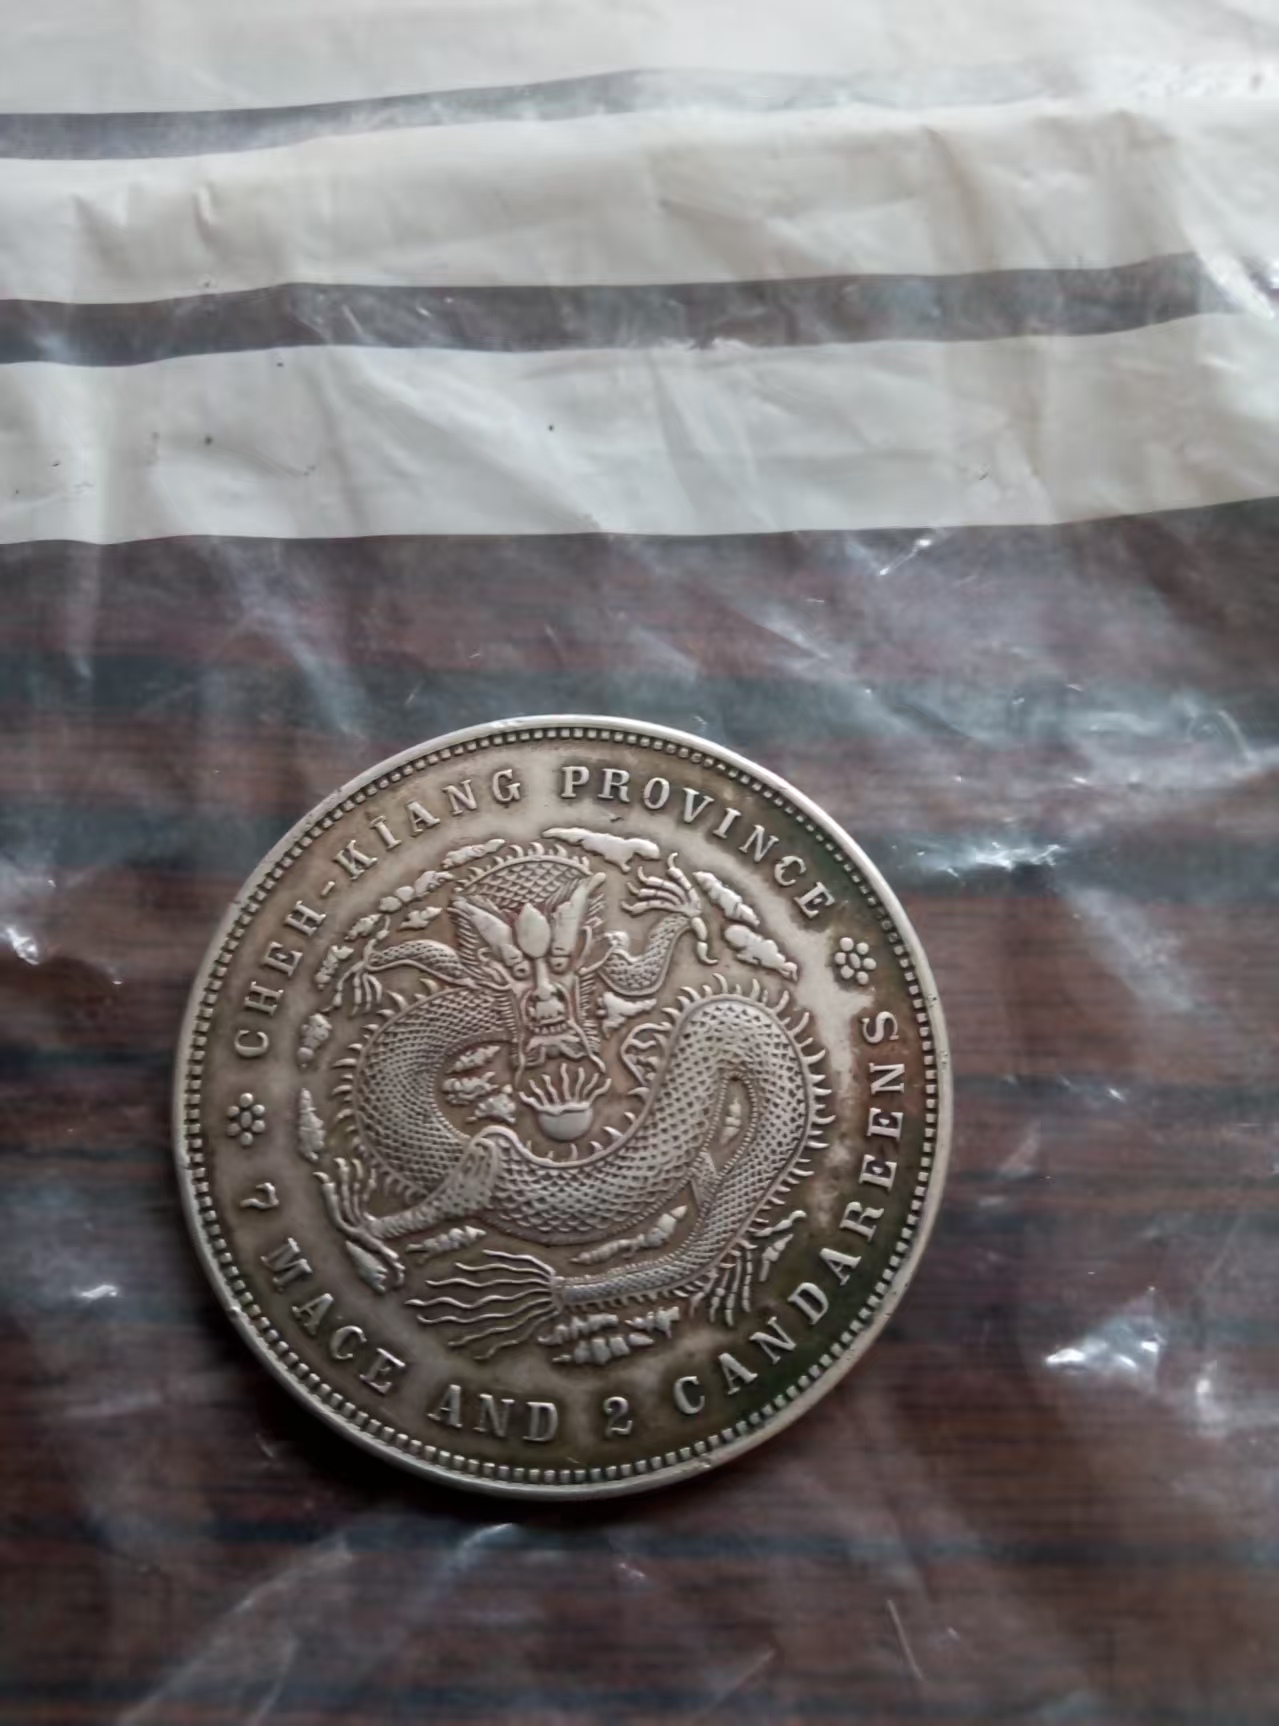 CHEH-KIANG PROVINCE
7 MACE AND 2 CANDAREENS